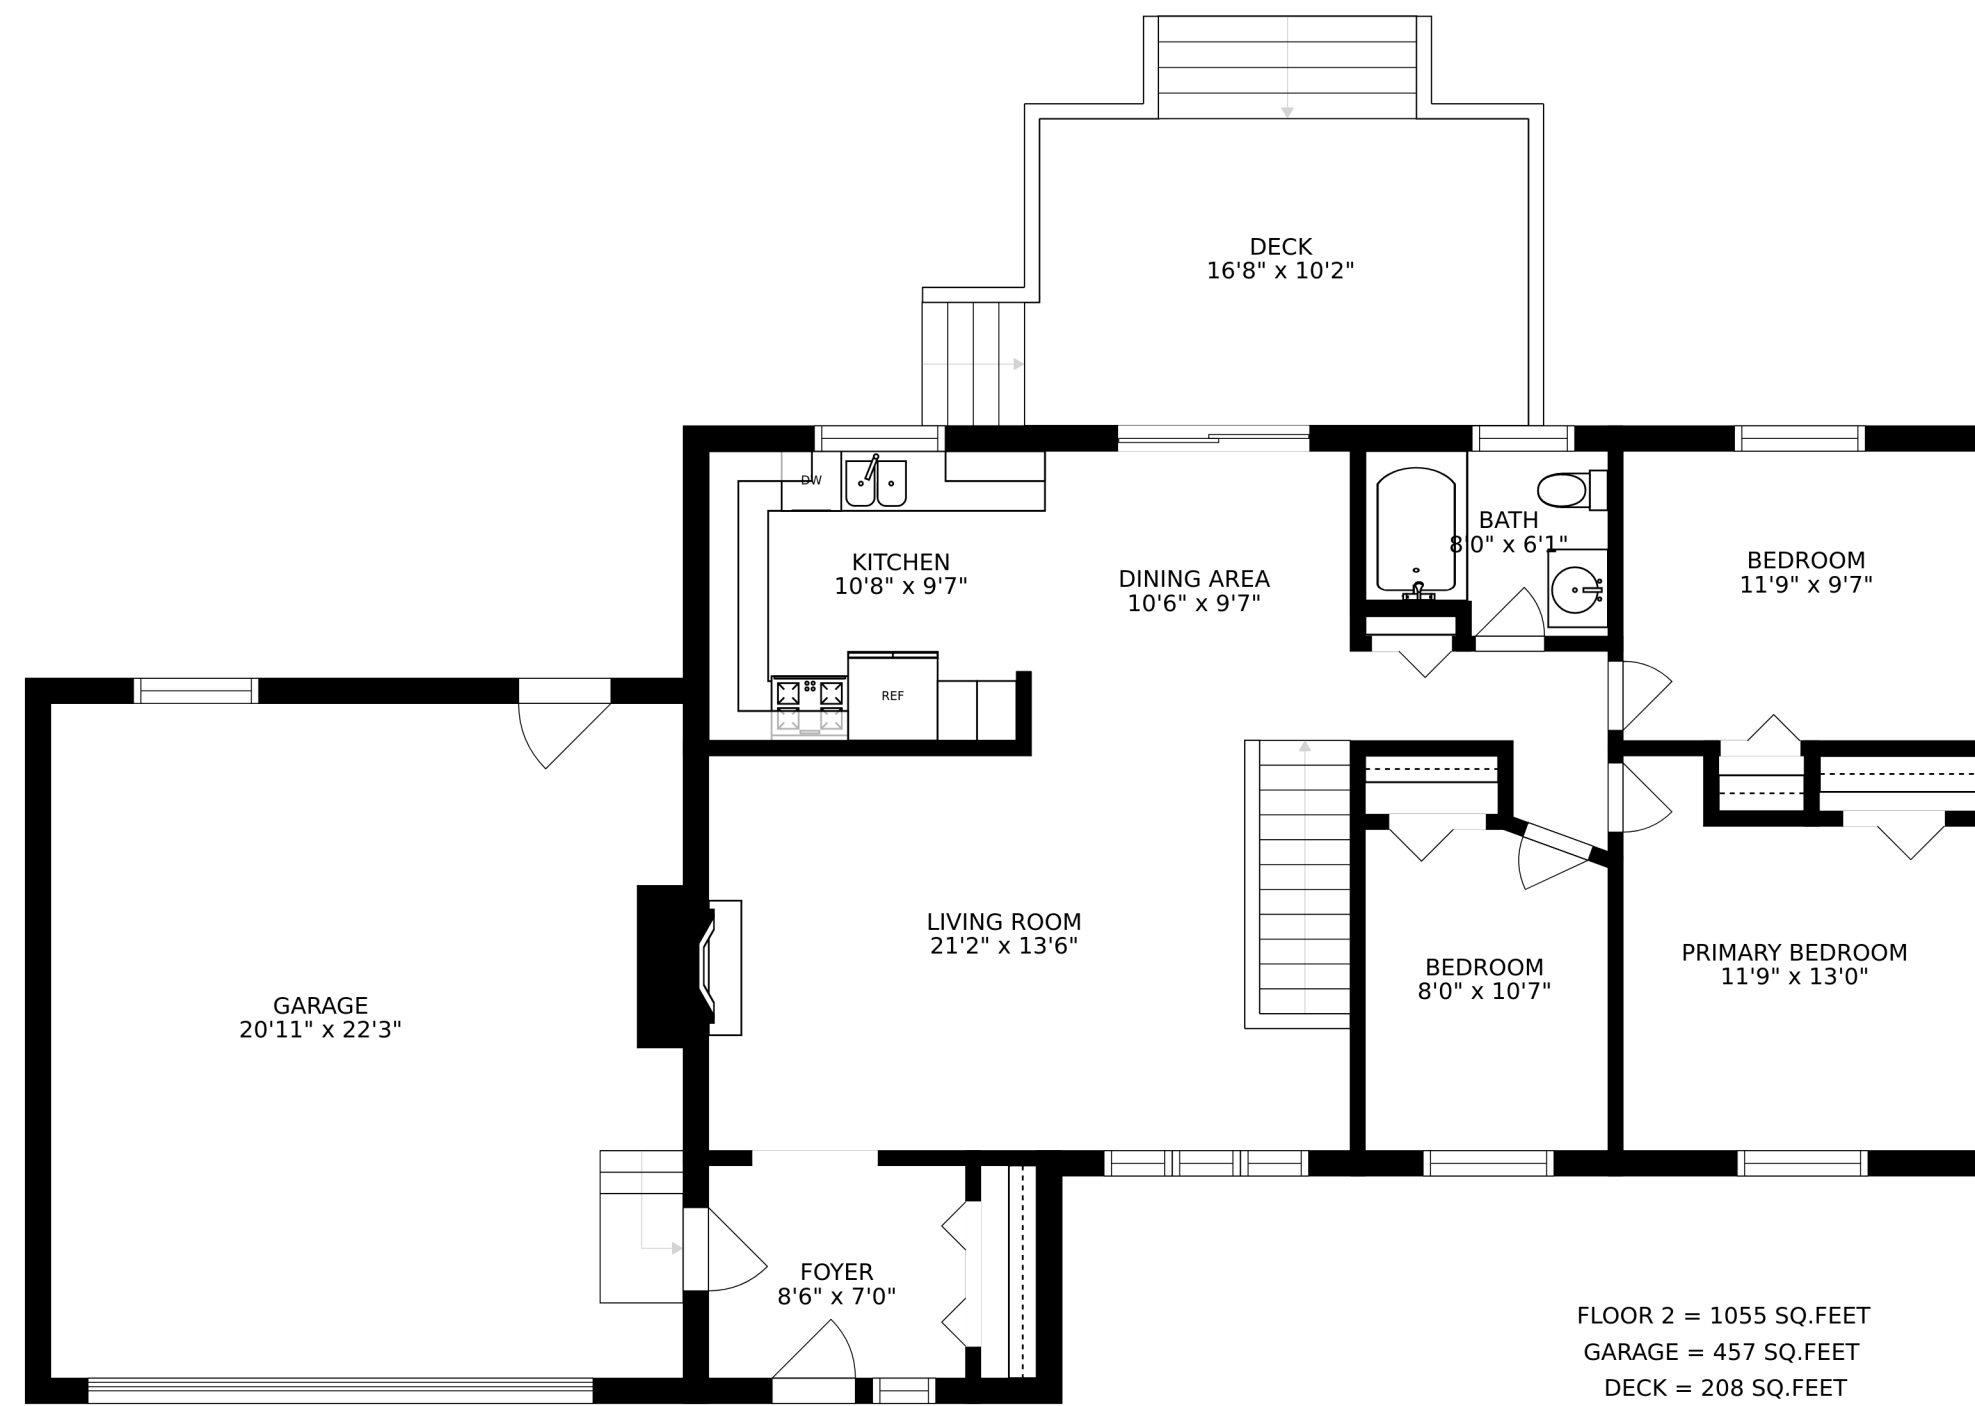 DECK
16'8" x 10'2"
DW
KITCHEN
10'8" x 9'7"
DINING AREA
10'6" x 9'7"
BATH
8'0" x 6'1"
BEDROOM
11'9" x 9'7"
REF
LIVING ROOM
21'2" x 13'6"
BEDROOM
8'0" x 10'7"
PRIMARY BEDROOM
11'9" x 13'0"
GARAGE
20'11" x 22'3"
FOYER
8'6" x 7'0"
FLOOR 2 = 1055 SQ.FEET
GARAGE = 457 SQ.FEET
DECK = 208 SQ.FEET